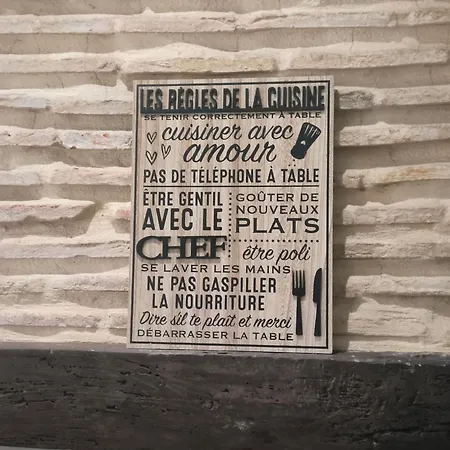 LES RÈGLES DE LA CUISINE
SE TENIR CORRECTEMENT À TABLE
cuisiner avec
amour
PAS DE TÉLÉPHONE À TABLE
ÊTRE GENTIL
AVEC LE
CHEF
GOÛTER DE
NOUVEAUX
PLATS
être poli
SE LAVER LES MAINS
NE PAS GASPILLER
LA NOURRITURE
Dire s'il te plaît et merci
DÉBARRASSER LA TABLE